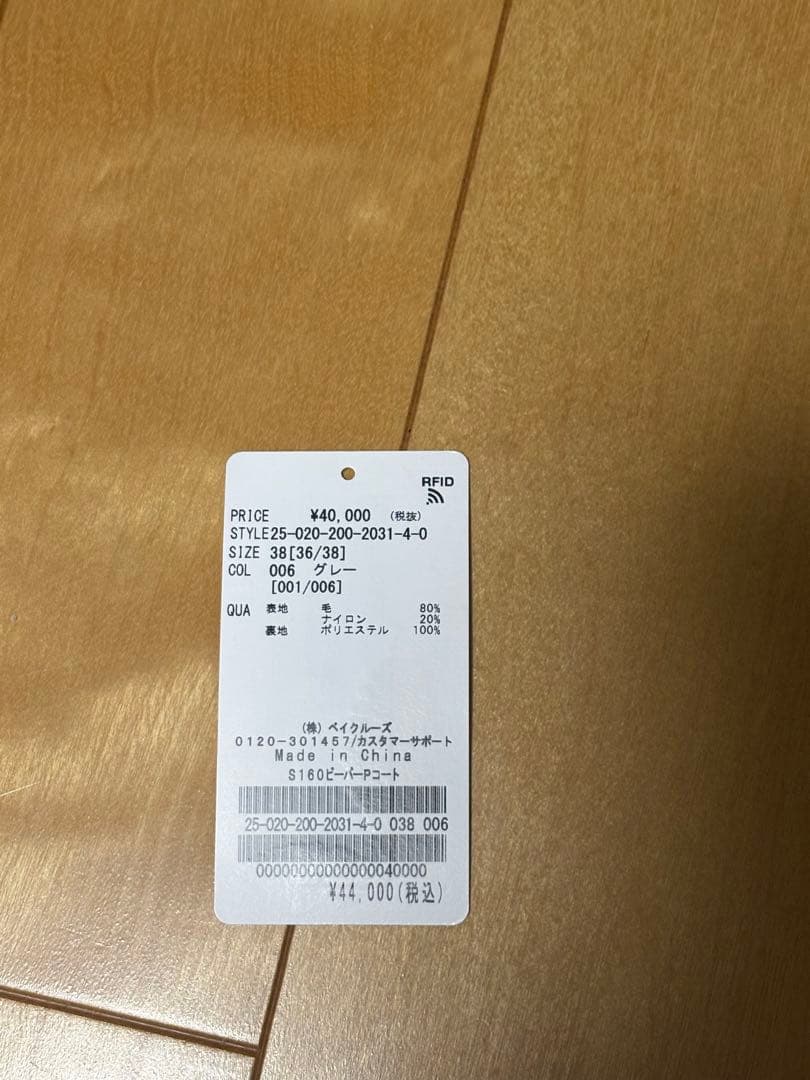 RFID
PRICE ¥40,000 (税抜)
STYLE25-020-200-2031-4-0
SIZE 38[36/38]
COL 006 グレー
[001/006]
QUA 表地 毛 80%
ナイロン 20%
裏地 ポリエステル 100%
(株)ベイクルーズ
0120-301457/カスタマーサポート
Made in China
S160ビーバーPコート
25-020-200-2031-4-0 038 006
00000000000000040000
¥44,000(税込)